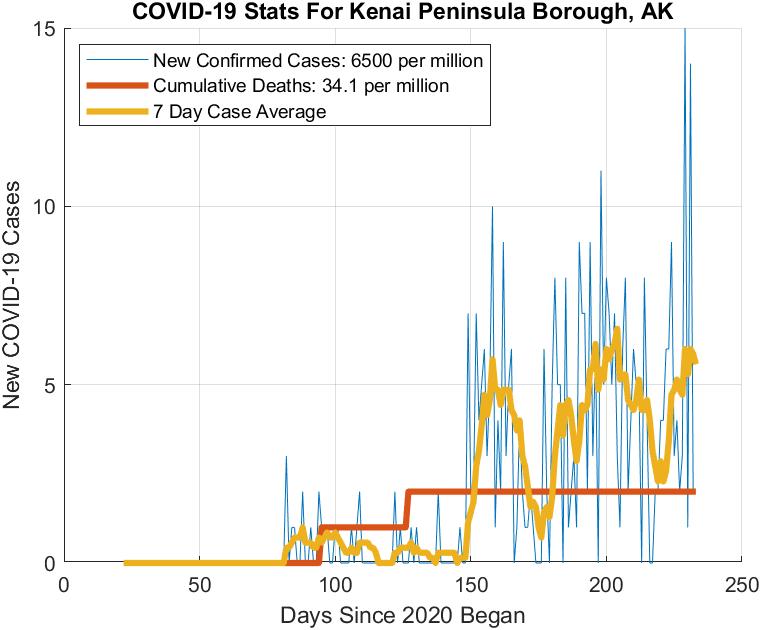 COVID-19 Stats For Kenai Peninsula Borough, AK
New Confirmed Cases: 6500 per million
Cumulative Deaths: 34.1 per million
7 Day Case Average
New COVID-19 Cases
15
10
5
0
0 50 100 150 200 250
Days Since 2020 Began